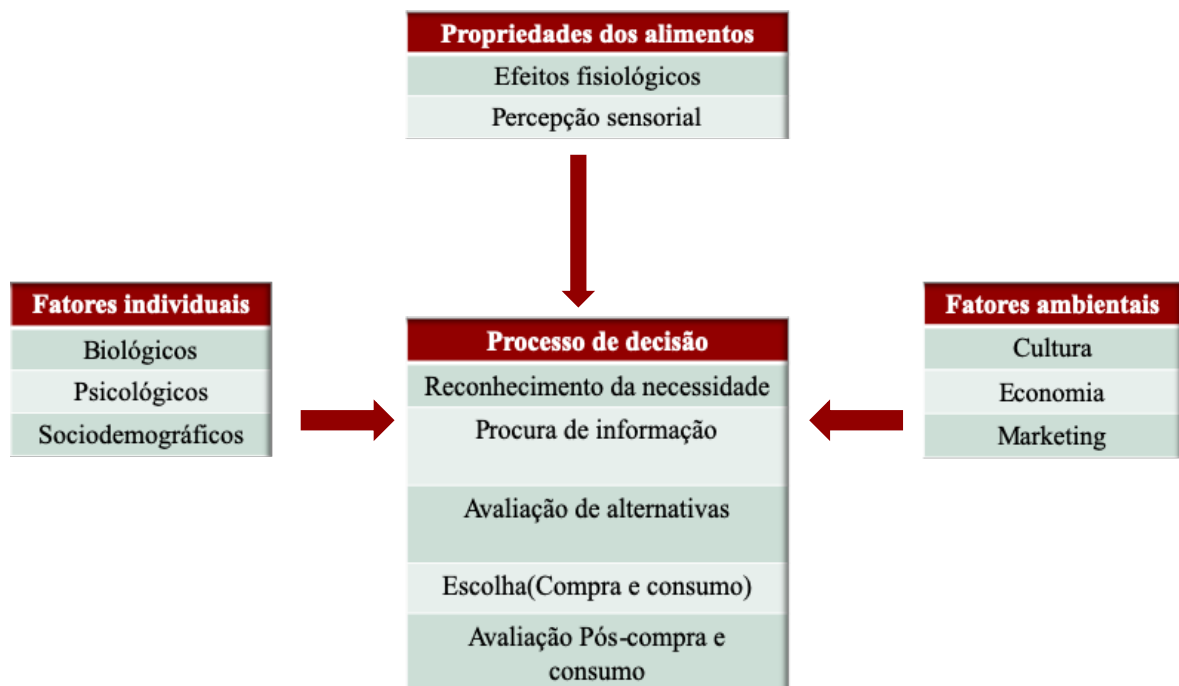 Propriedades dos alimentos
Efeitos fisiológicos
Percepção sensorial
Fatores individuais
Biológicos
Psicológicos
Sociodemográficos
Processo de decisão
Reconhecimento da necessidade
Procura de informação
Avaliação de alternativas
Escolha(Compra e consumo)
Avaliação Pós-compra e
consumo
Fatores ambientais
Cultura
Economia
Marketing